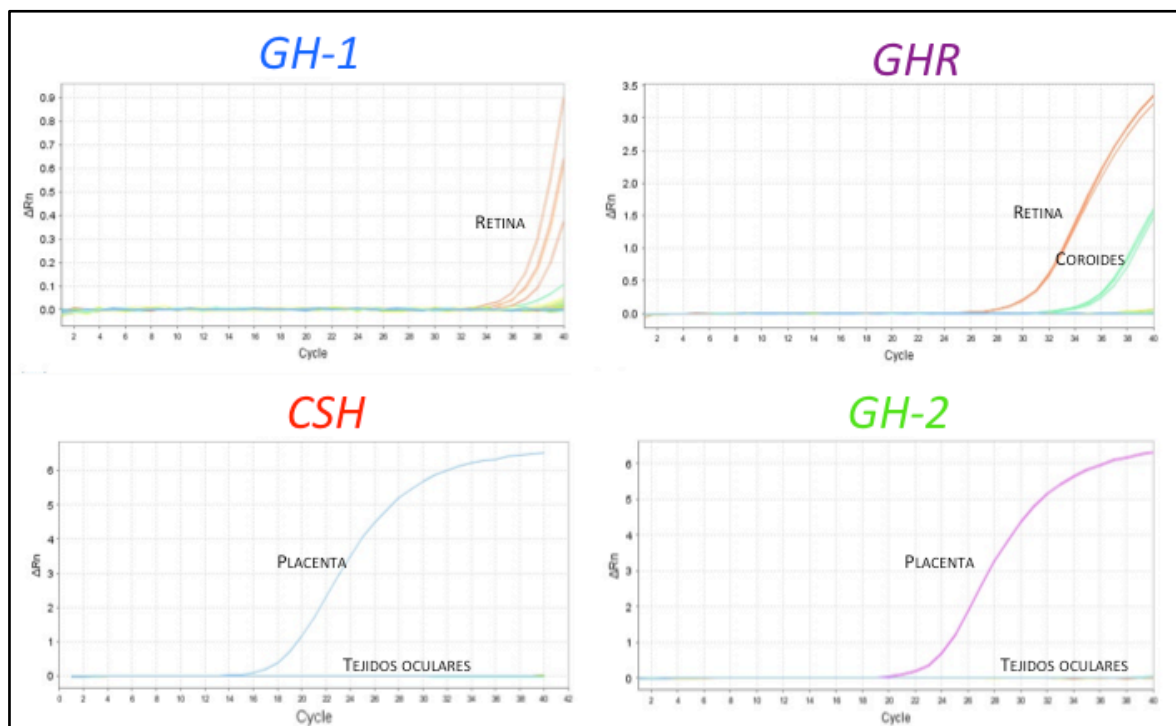 GH-1
0.9
0.8
0.7
0.6
0.5
0.4
0.3
0.2
0.1
0.0
ΔRn
RETINA
2 4 6 8 10 12 14 16 18 20 22 24 26 28 30 32 34 36 38 40
Cycle
GHR
3.5
3.0
2.5
2.0
1.5
1.0
0.5
0.0
ΔRn
RETINA
COROIDES
2 4 6 8 10 12 14 16 18 20 22 24 26 28 30 32 34 36 38 40
Cycle
CSH
6
5
4
3
2
1
0
ΔRn
PLACENTA
TEJIDOS OCULARES
0 2 4 6 8 10 12 14 16 18 20 22 24 26 28 30 32 34 36 38 40 42
Cycle
GH-2
6
5
4
3
2
1
0
ΔRn
PLACENTA
TEJIDOS OCULARES
2 4 6 8 10 12 14 16 18 20 22 24 26 28 30 32 34 36 38 40
Cycle